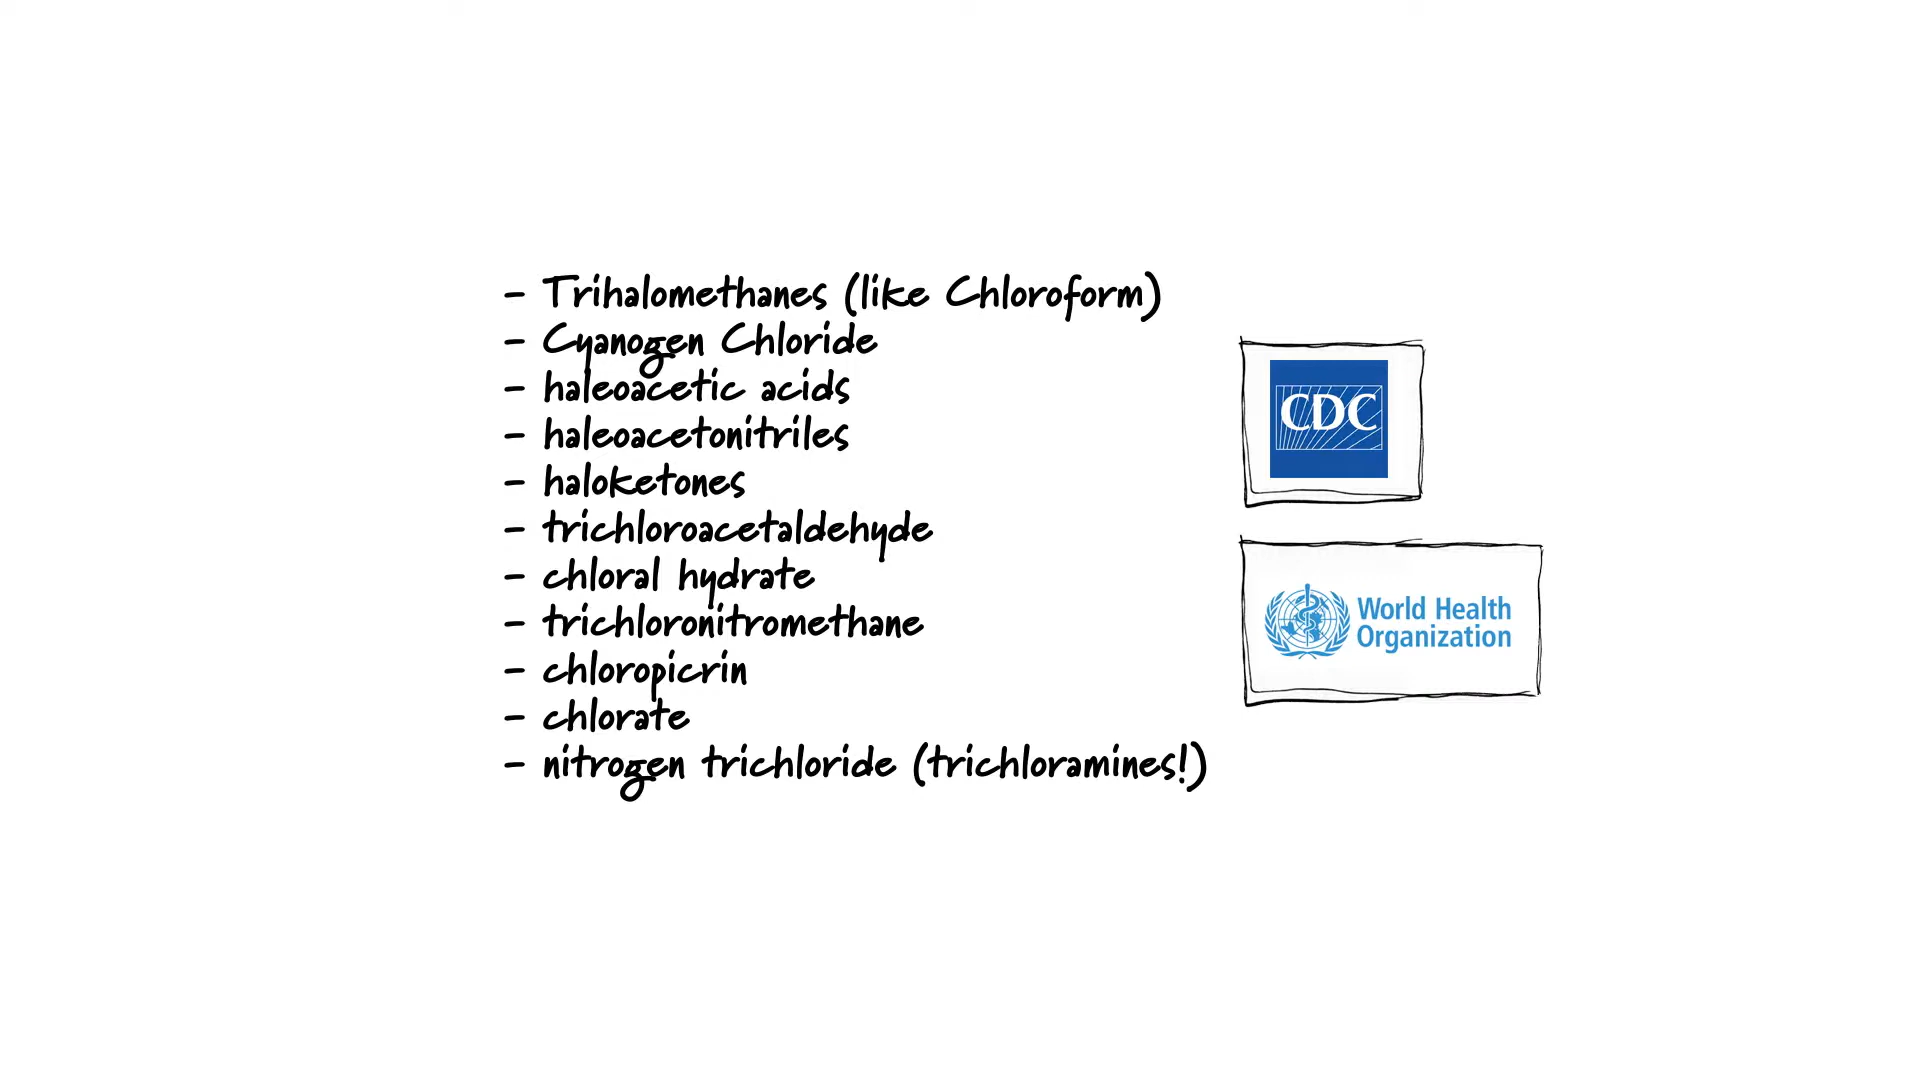 - Trihalomethanes (like Chloroform)
- Cyanogen Chloride
- haleoacetic acids
- haleoacetonitriles
- haloketones
- trichloroacetaldehyde
- chloral hydrate
- trichloronitromethane
- chloropicrin
- chlorate
- nitrogen trichloride (trichloramines!)
CDC
World Health
Organization